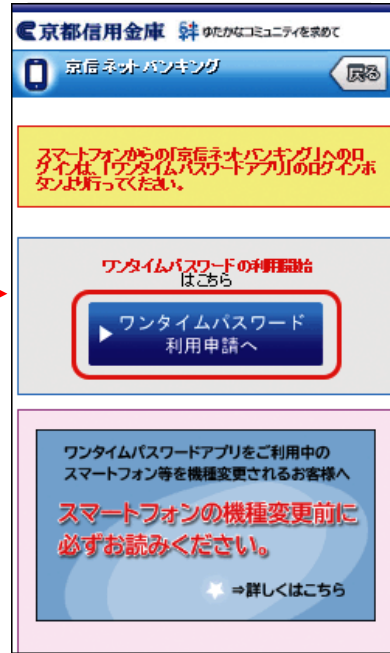 京都信用金庫 絆 ゆたかなコミュニティを求めて
京信ネットバンキング
戻る
スマートフォンからの「京信ネットバンキング」へのロ
グインは、「ワンタイムパスワードアプリ」のログインボ
タンより行ってください。
ワンタイムパスワードの利用開始
はこちら
ワンタイムパスワード
利用申請へ
ワンタイムパスワードアプリをご利用中の
スマートフォン等を機種変更されるお客様へ
スマートフォンの機種変更前に
必ずお読みください。
⇒詳しくはこちら